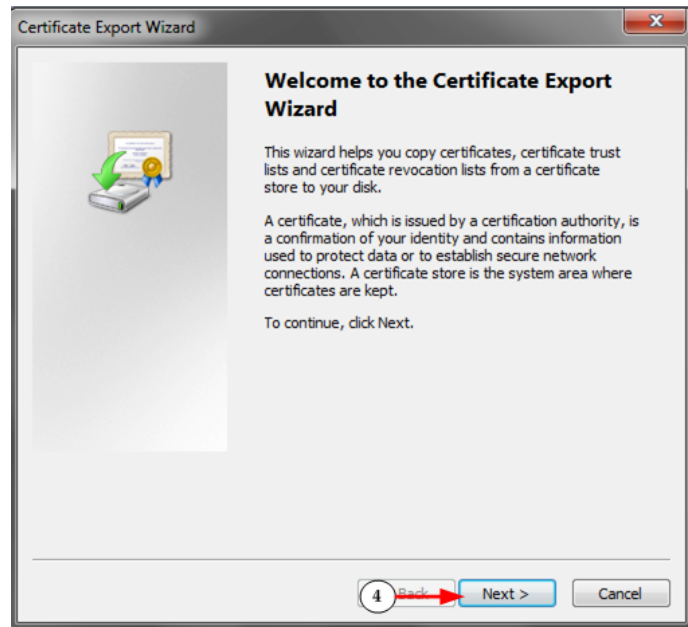 Certificate Export Wizard
Welcome to the Certificate Export
Wizard
This wizard helps you copy certificates, certificate trust
lists and certificate revocation lists from a certificate
store to your disk.
A certificate, which is issued by a certification authority, is
a confirmation of your identity and contains information
used to protect data or to establish secure network
connections. A certificate store is the system area where
certificates are kept.
To continue, click Next.
4 Back Next > Cancel